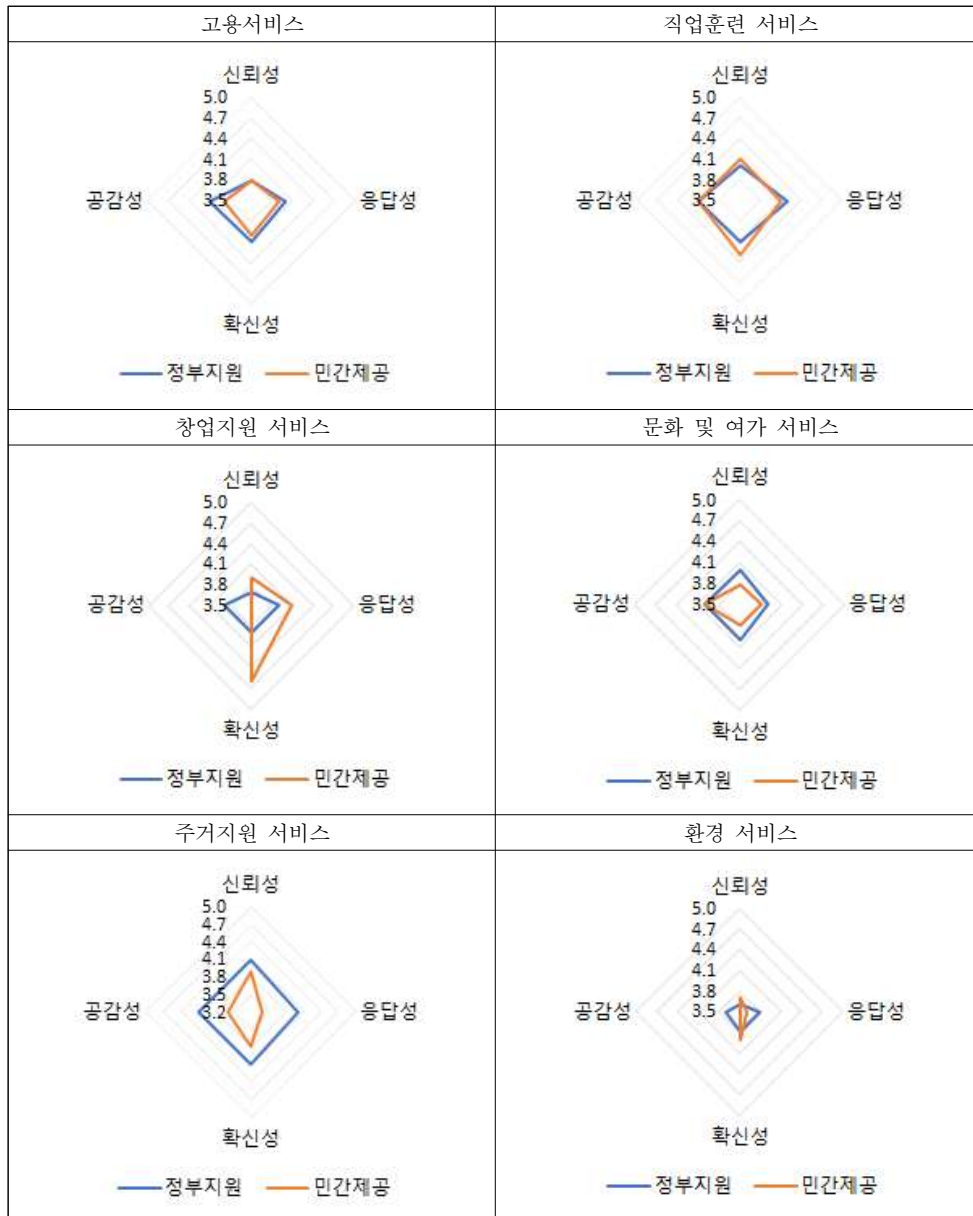 고용서비스
직업훈련 서비스
신뢰성
5.0
4.7
4.4
4.1
3.8
3.5
공감성
응답성
확신성
정부지원 민간제공
신뢰성
5.0
4.7
4.4
4.1
3.8
3.5
공감성
응답성
확신성
정부지원 민간제공
창업지원 서비스
문화 및 여가 서비스
신뢰성
5.0
4.7
4.4
4.1
3.8
3.5
공감성
응답성
확신성
정부지원 민간제공
신뢰성
5.0
4.7
4.4
4.1
3.8
3.5
공감성
응답성
확신성
정부지원 민간제공
주거지원 서비스
환경 서비스
신뢰성
5.0
4.7
4.4
4.1
3.8
3.5
3.2
공감성
응답성
확신성
정부지원 민간제공
신뢰성
5.0
4.7
4.4
4.1
3.8
3.5
공감성
응답성
확신성
정부지원 민간제공